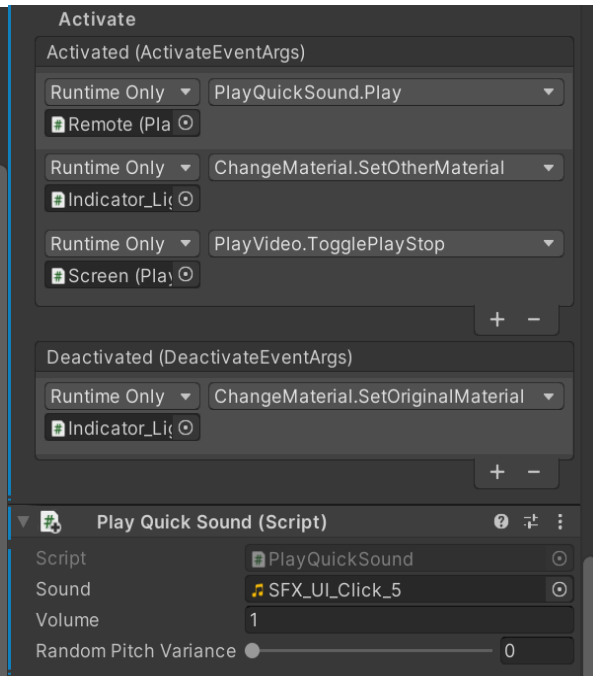 Activate
Activated (ActivateEventArgs)
Runtime Only PlayQuickSound.Play
Remote (Pla
Runtime Only ChangeMaterial.SetOtherMaterial
Indicator_Lig
Runtime Only PlayVideo.TogglePlayStop
Screen (Play
+ −
Deactivated (DeactivateEventArgs)
Runtime Only ChangeMaterial.SetOriginalMaterial
Indicator_Lig
+ −
Play Quick Sound (Script)
Script PlayQuickSound
Sound SFX_UI_Click_5
Volume 1
Random Pitch Variance 0